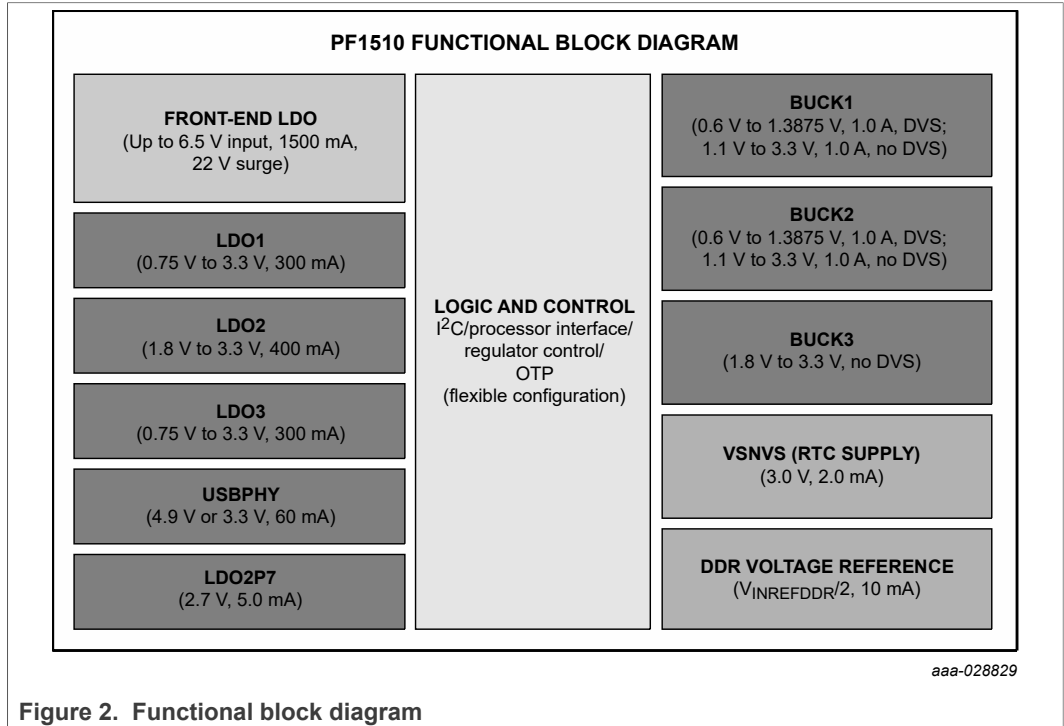 PF1510 FUNCTIONAL BLOCK DIAGRAM
FRONT-END LDO
(Up to 6.5 V input, 1500 mA,
22 V surge)
LDO1
(0.75 V to 3.3 V, 300 mA)
LDO2
(1.8 V to 3.3 V, 400 mA)
LDO3
(0.75 V to 3.3 V, 300 mA)
USBPHY
(4.9 V or 3.3 V, 60 mA)
LDO2P7
(2.7 V, 5.0 mA)
LOGIC AND CONTROL
I2C/processor interface/
regulator control/
OTP
(flexible configuration)
BUCK1
(0.6 V to 1.3875 V, 1.0 A, DVS;
1.1 V to 3.3 V, 1.0 A, no DVS)
BUCK2
(0.6 V to 1.3875 V, 1.0 A, DVS;
1.1 V to 3.3 V, 1.0 A, no DVS)
BUCK3
(1.8 V to 3.3 V, no DVS)
VSNVS (RTC SUPPLY)
(3.0 V, 2.0 mA)
DDR VOLTAGE REFERENCE
(VINREFDDR/2, 10 mA)
aaa-028829
Figure 2. Functional block diagram